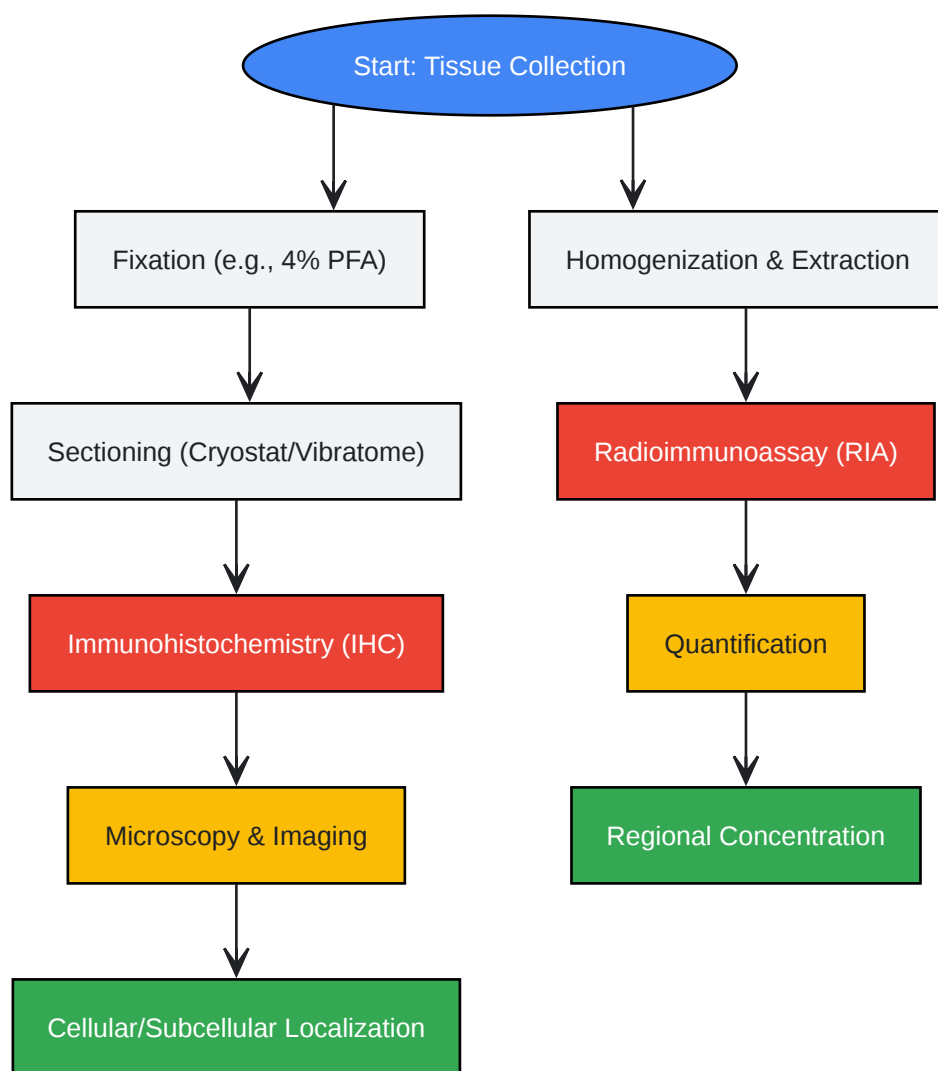 Start: Tissue Collection
Fixation (e.g., 4% PFA)
Homogenization & Extraction
Sectioning (Cryostat/Vibratome)
Radioimmunoassay (RIA)
Immunohistochemistry (IHC)
Quantification
Microscopy & Imaging
Regional Concentration
Cellular/Subcellular Localization